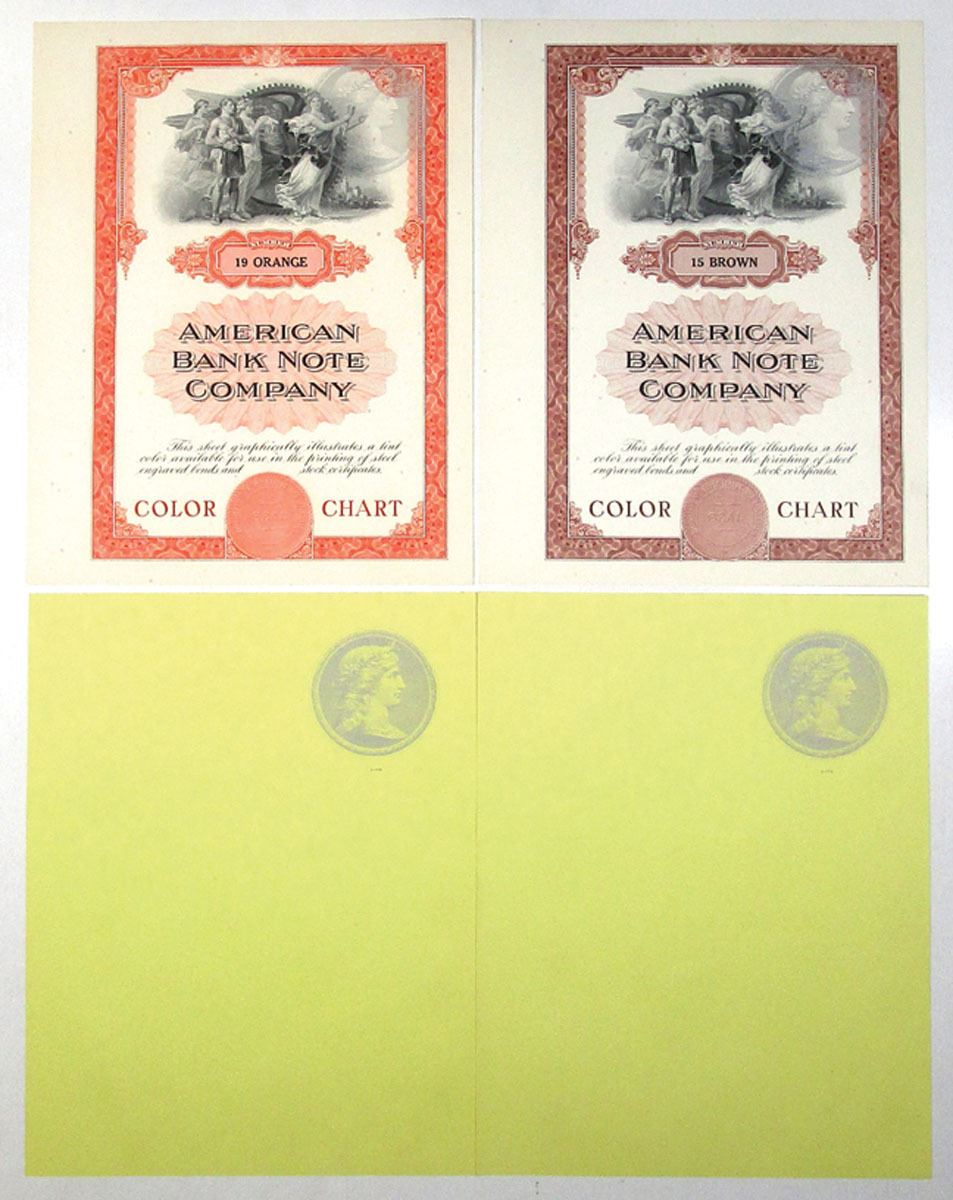 NUMBER
19 ORANGE
AMERICAN
BANK NOTE
COMPANY
This sheet graphically illustrates a tint
color available for use in the printing of steel
engraved bonds and stock certificates.
COLOR CHART
NUMBER
15 BROWN
AMERICAN
BANK NOTE
COMPANY
This sheet graphically illustrates a tint
color available for use in the printing of steel
engraved bonds and stock certificates.
COLOR CHART